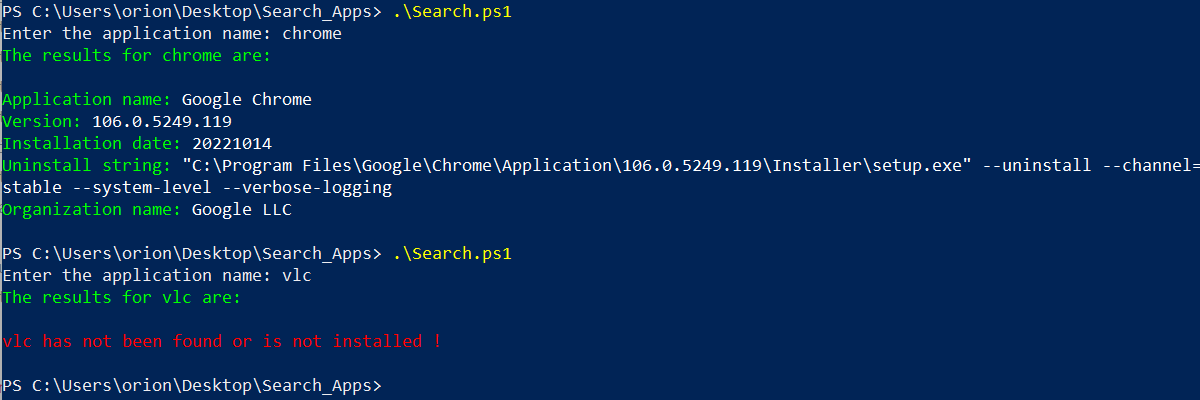 PS C:\Users\orion\Desktop\Search_Apps> .\Search.ps1
Enter the application name: chrome
The results for chrome are:
Application name: Google Chrome
Version: 106.0.5249.119
Installation date: 20221014
Uninstall string: "C:\Program Files\Google\Chrome\Application\106.0.5249.119\Installer\setup.exe" --uninstall --channel=
stable --system-level --verbose-logging
Organization name: Google LLC
PS C:\Users\orion\Desktop\Search_Apps> .\Search.ps1
Enter the application name: vlc
The results for vlc are:
vlc has not been found or is not installed !
PS C:\Users\orion\Desktop\Search_Apps>